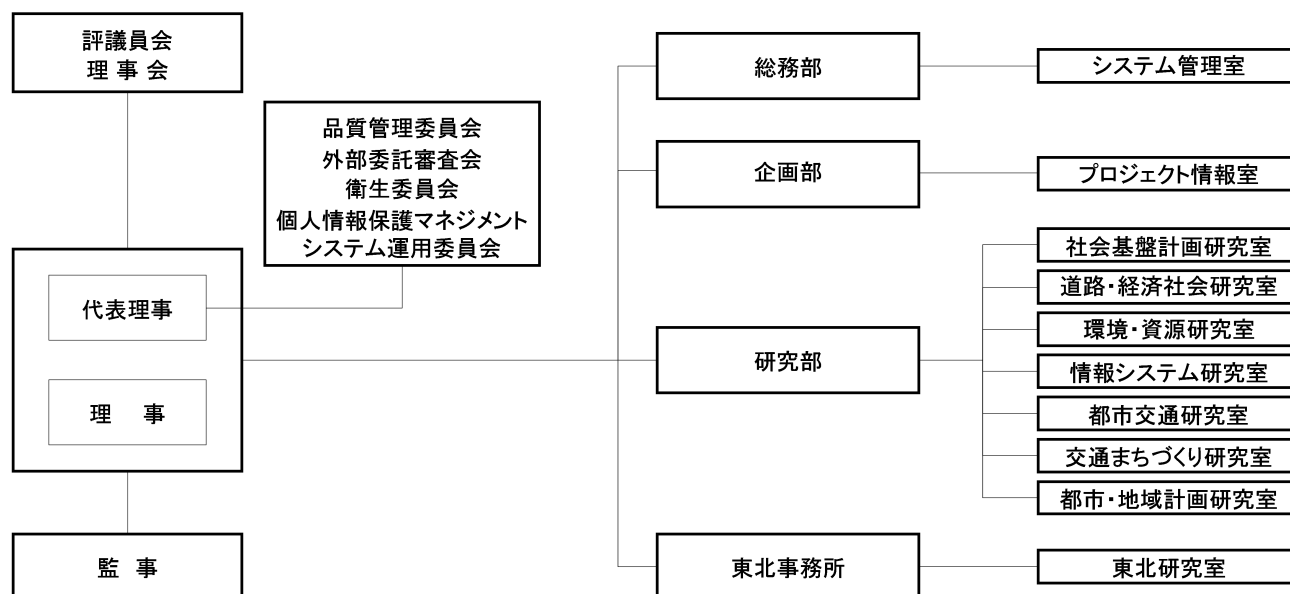 評議員会
理事会
品質管理委員会
外部委託審査会
衛生委員会
個人情報保護マネジメント
システム運用委員会
代表理事
理 事
監 事
総務部
企画部
研究部
東北事務所
システム管理室
プロジェクト情報室
社会基盤計画研究室
道路・経済社会研究室
環境・資源研究室
情報システム研究室
都市交通研究室
交通まちづくり研究室
都市・地域計画研究室
東北研究室